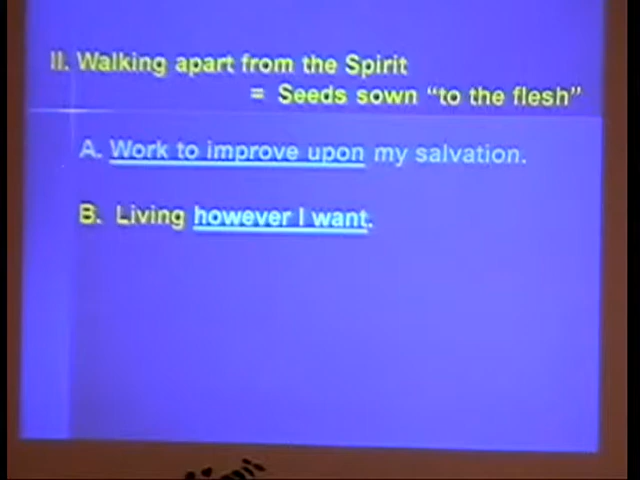 II. Walking apart from the Spirit
= Seeds sown “to the flesh”
A. Work to improve upon my salvation.
B. Living however I want.